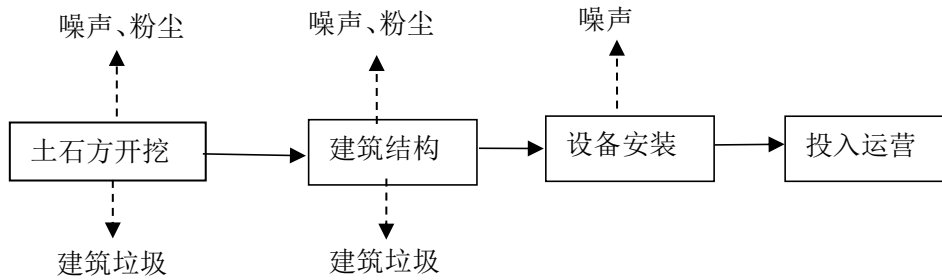 噪声、粉尘
噪声、粉尘
噪声
土石方开挖
建筑结构
设备安装
投入运营
建筑垃圾
建筑垃圾